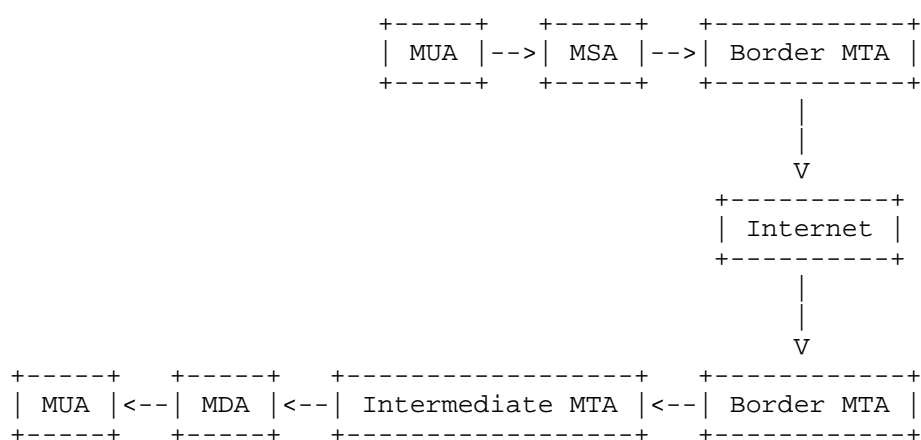 +-----+   +-----+   +------------+
| MUA |-->| MSA |-->| Border MTA |
+-----+   +-----+   +------------+
|
|
V
+----------+
| Internet |
+----------+
|
|
V
+-----+   +-----+   +------------------+   +------------+
| MUA |<--| MDA |<--| Intermediate MTA |<--| Border MTA |
+-----+   +-----+   +------------------+   +------------+